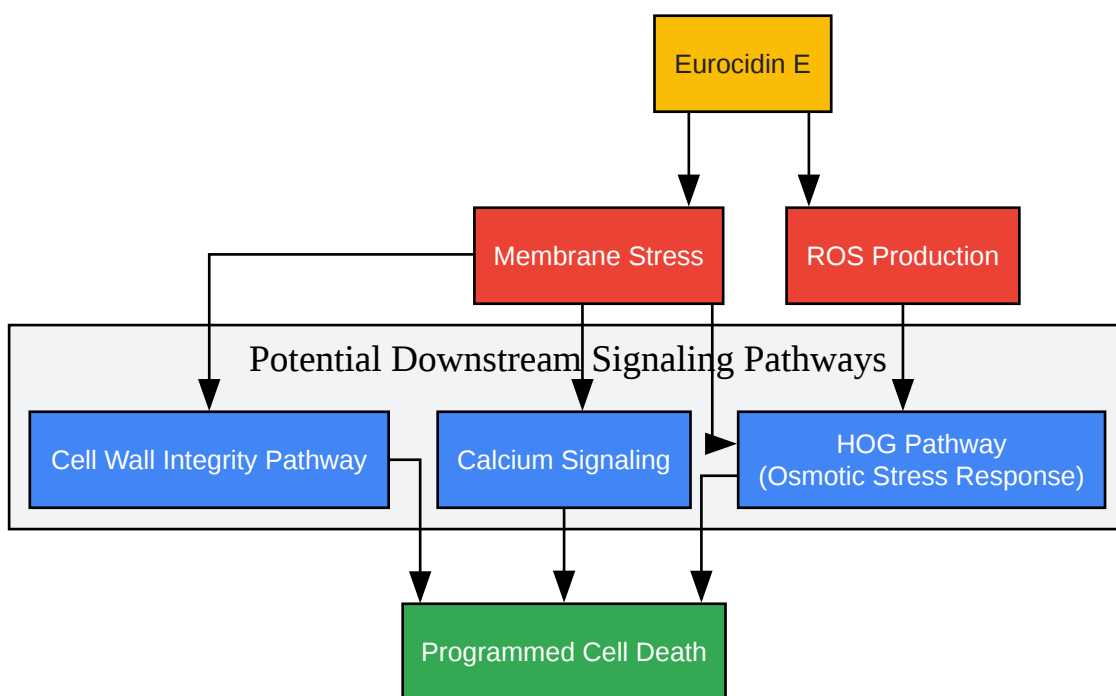 Eurocidin E
Membrane Stress
ROS Production
Potential Downstream Signaling Pathways
Cell Wall Integrity Pathway
Calcium Signaling
HOG Pathway
(Osmotic Stress Response)
Programmed Cell Death